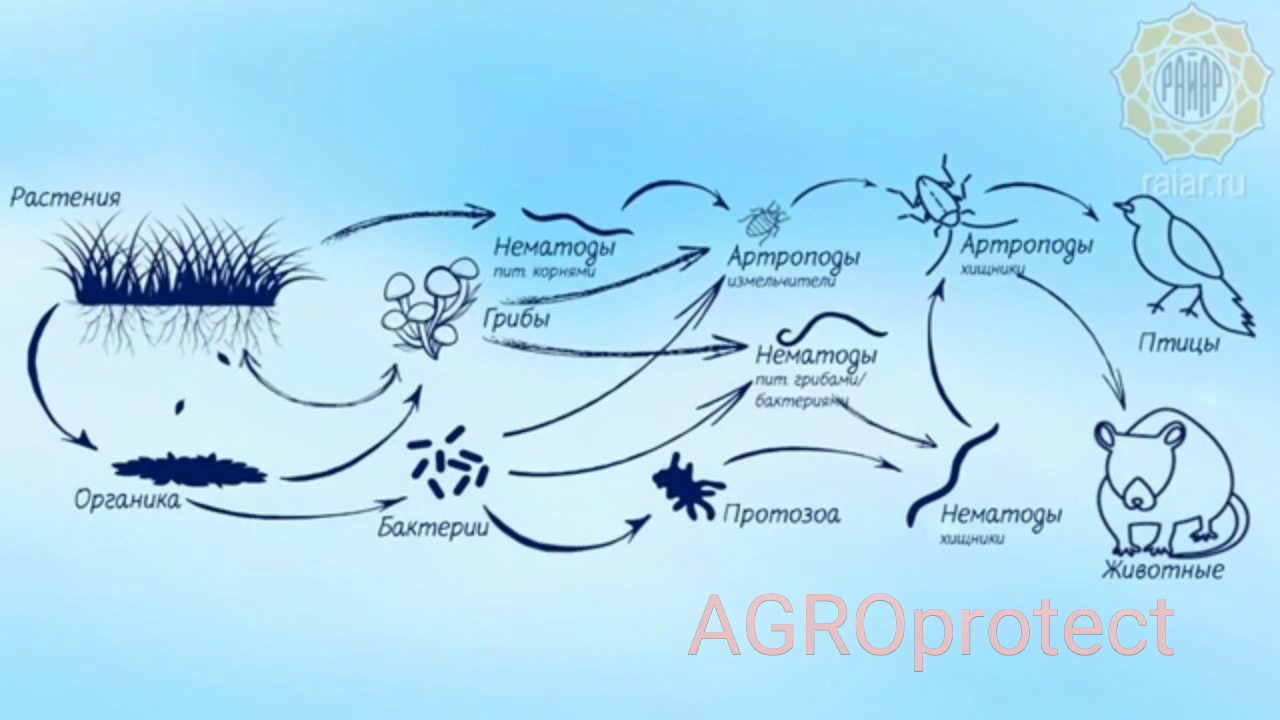 РАЙАР
raiar.ru
Растения
Нематоды
пит. корнями
Артроподы
измельчители
Артроподы
хищники
Птицы
Грибы
Нематоды
пит. грибами/
бактериями
Органика
Бактерии
Протозоа
Нематоды
хищники
Животные
AGROprotect